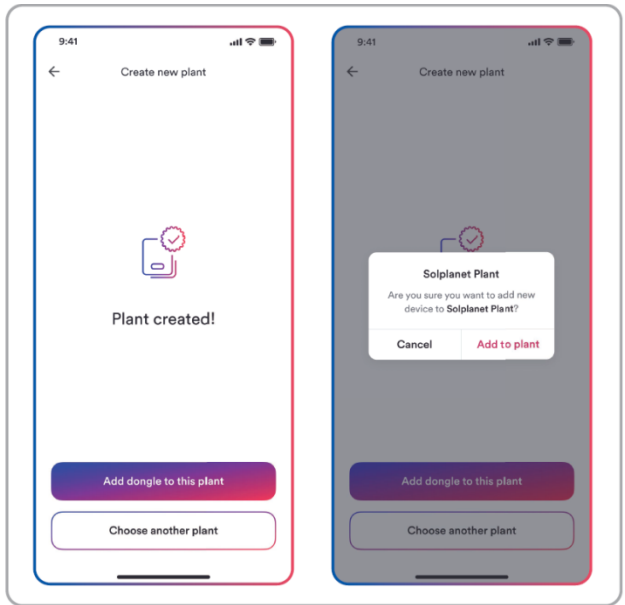 9:41
Create new plant
Plant created!
Add dongle to this plant
Choose another plant
9:41
Create new plant
Solplanet Plant
Are you sure you want to add new
device to Solplanet Plant?
Cancel
Add to plant
Add dongle to this plant
Choose another plant